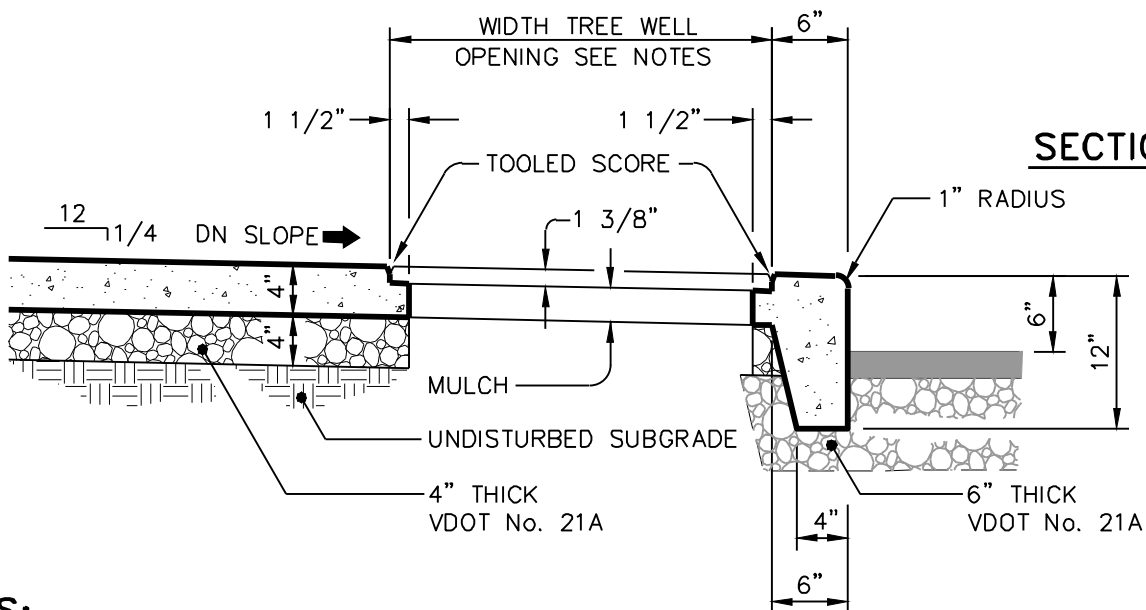 WIDTH TREE WELL
OPENING SEE NOTES
6"
1 1/2"
1 1/2"
SECTIO
TOOLED SCORE
1" RADIUS
12
1/4
DN SLOPE
1 3/8"
4"
4"
6"
12"
MULCH
UNDISTURBED SUBGRADE
4" THICK
VDOT No. 21A
6" THICK
VDOT No. 21A
4"
6"